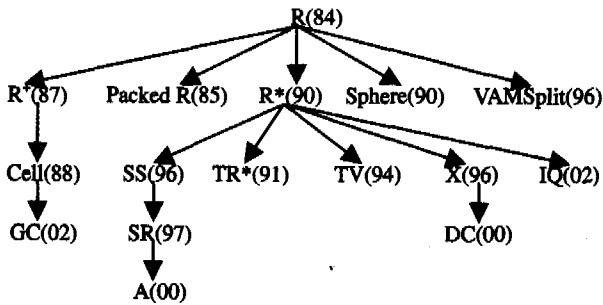 R(84)
R+(87) Packed R(85) R*(90) Sphere(90) VAMSplit(96)
Cell(88) SS(96) TR*(91) TV(94) X(96) IQ(02)
GC(02) SR(97) DC(00)
A(00)